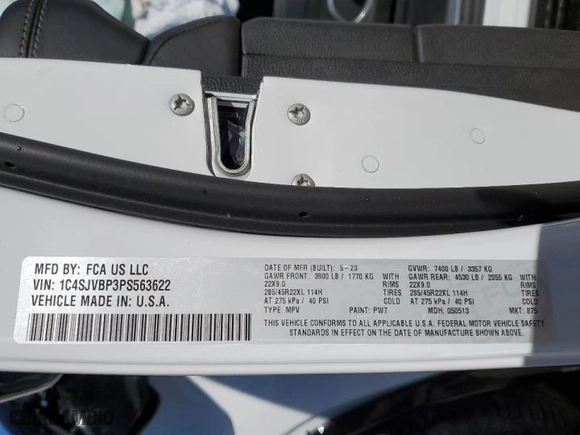 MFD BY: FCA US LLC
VIN: 1C4SJVBP3PS563622
VEHICLE MADE IN: U.S.A.
DATE OF MFR (BUILT): 5-23 GVWR: 7400 LB / 3357 KG
GAWR FRONT: 3900 LB / 1770 KG GAWR REAR: 4530 LB / 2055 KG
22X9.0 RIMS 22X9.0 RIMS
285/45R22XL 114H TIRES 285/45R22XL 114H TIRES
AT 275 kPa / 40 PSI COLD AT 275 kPa / 40 PSI COLD
TYPE: MPV PAINT: PW7 MDH: 050513 MKT: 875
THIS VEHICLE CONFORMS TO ALL APPLICABLE U.S.A. FEDERAL MOTOR VEHICLE SAFETY
STANDARDS IN EFFECT ON THE DATE OF MANUFACTURE SHOWN ABOVE.